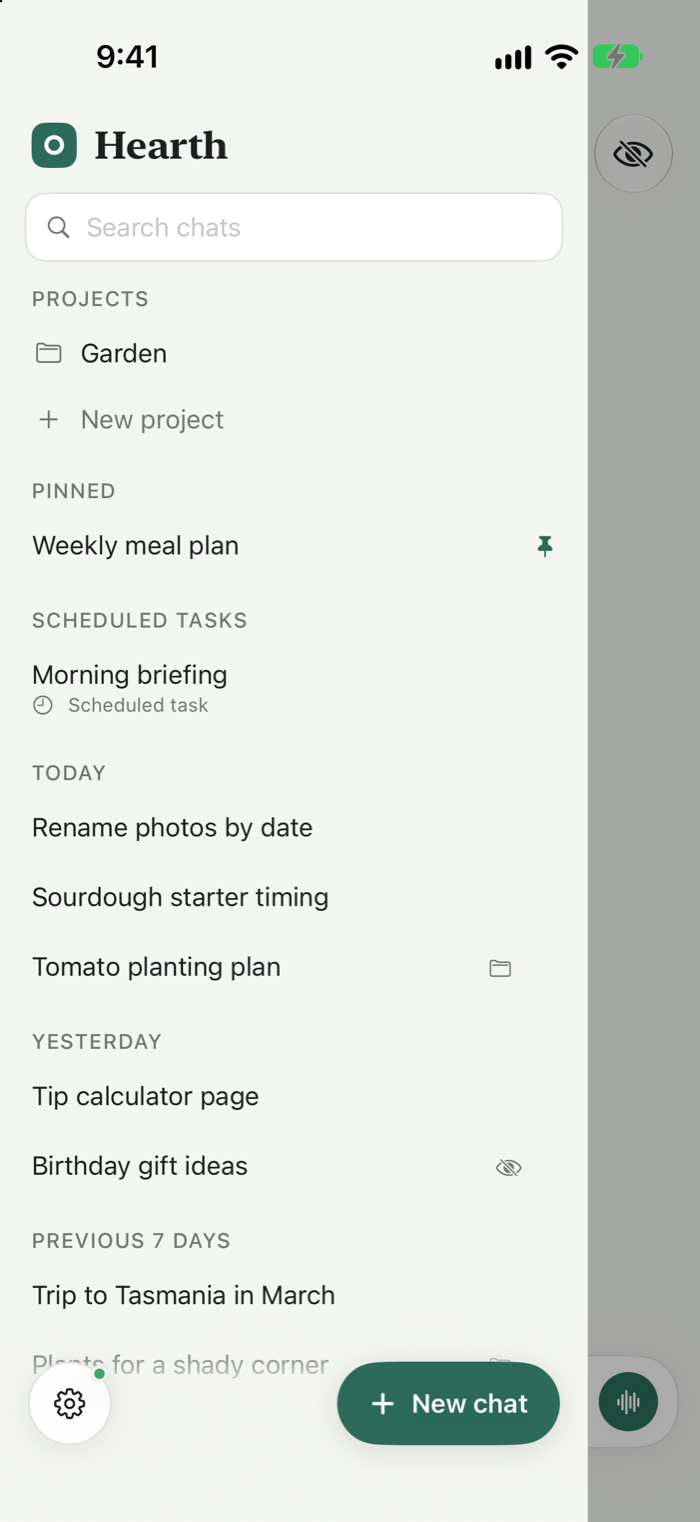 9:41
Hearth
Search chats
PROJECTS
Garden
New project
PINNED
Weekly meal plan
SCHEDULED TASKS
Morning briefing
Scheduled task
TODAY
Rename photos by date
Sourdough starter timing
Tomato planting plan
YESTERDAY
Tip calculator page
Birthday gift ideas
PREVIOUS 7 DAYS
Trip to Tasmania in March
Plants for a shady corner
New chat